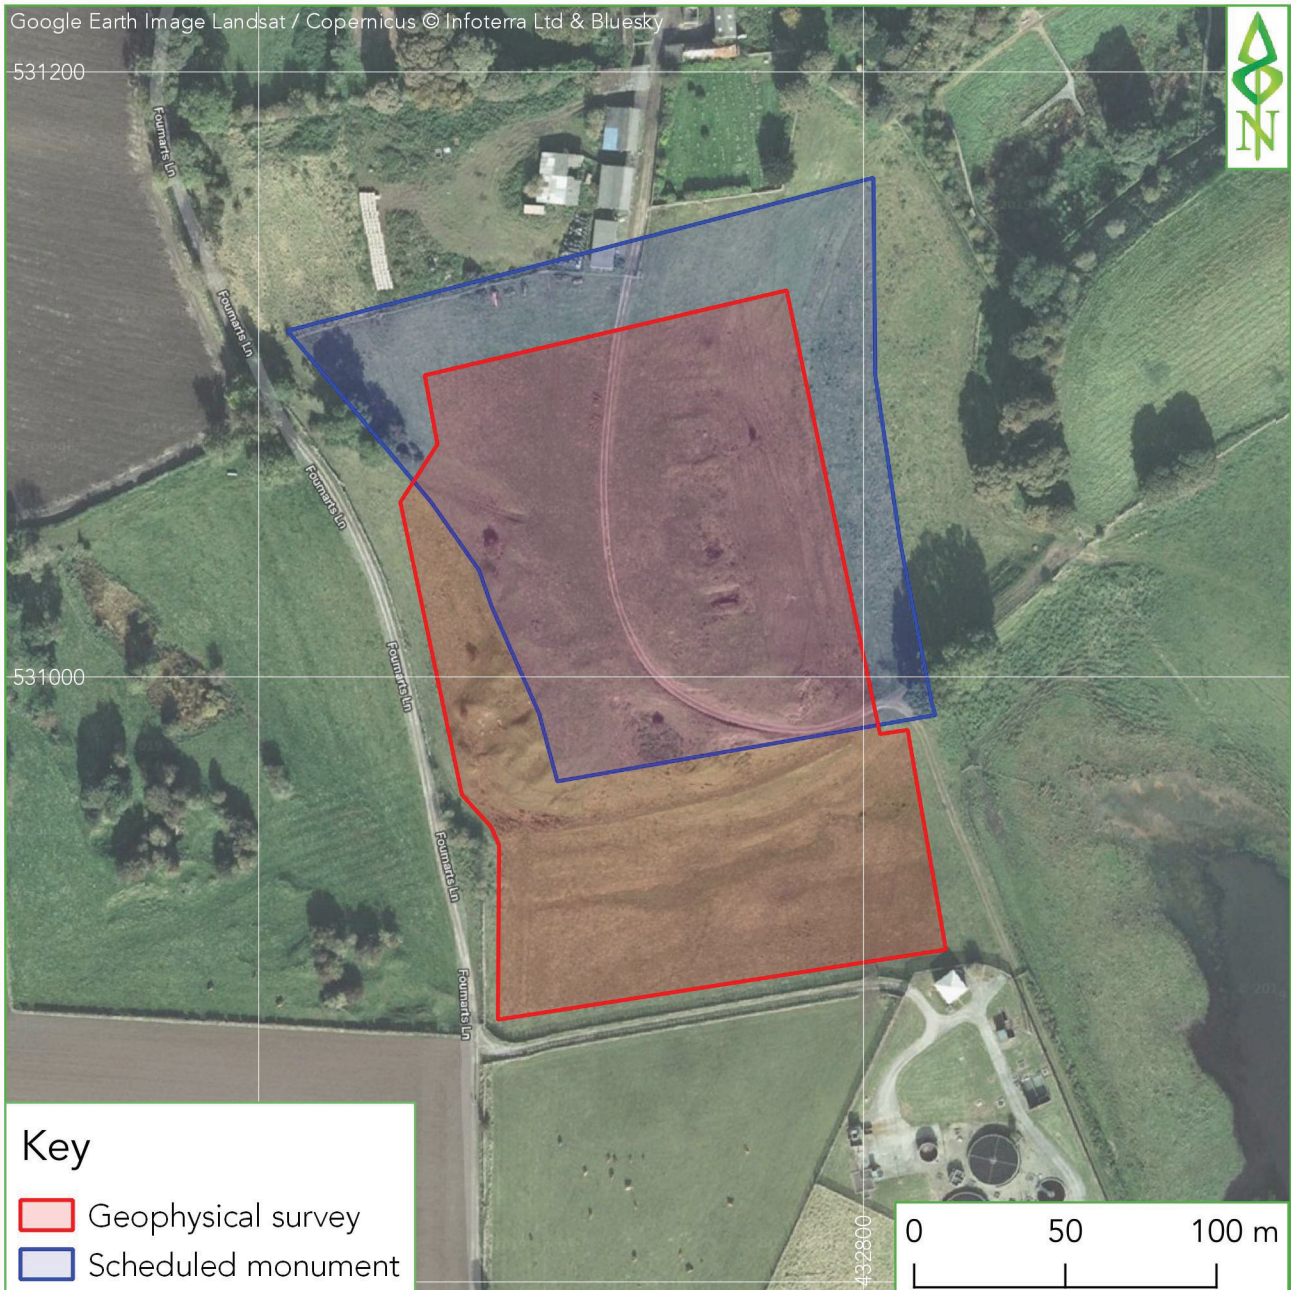 Google Earth Image Landsat / Copernicus © Infoterra Ltd & Bluesky
N
531200
Foumarts Ln
Foumarts Ln
Foumarts Ln
531000
Foumarts Ln
Foumarts Ln
Foumarts Ln
432800
Key
Geophysical survey
Scheduled monument
0 50 100 m